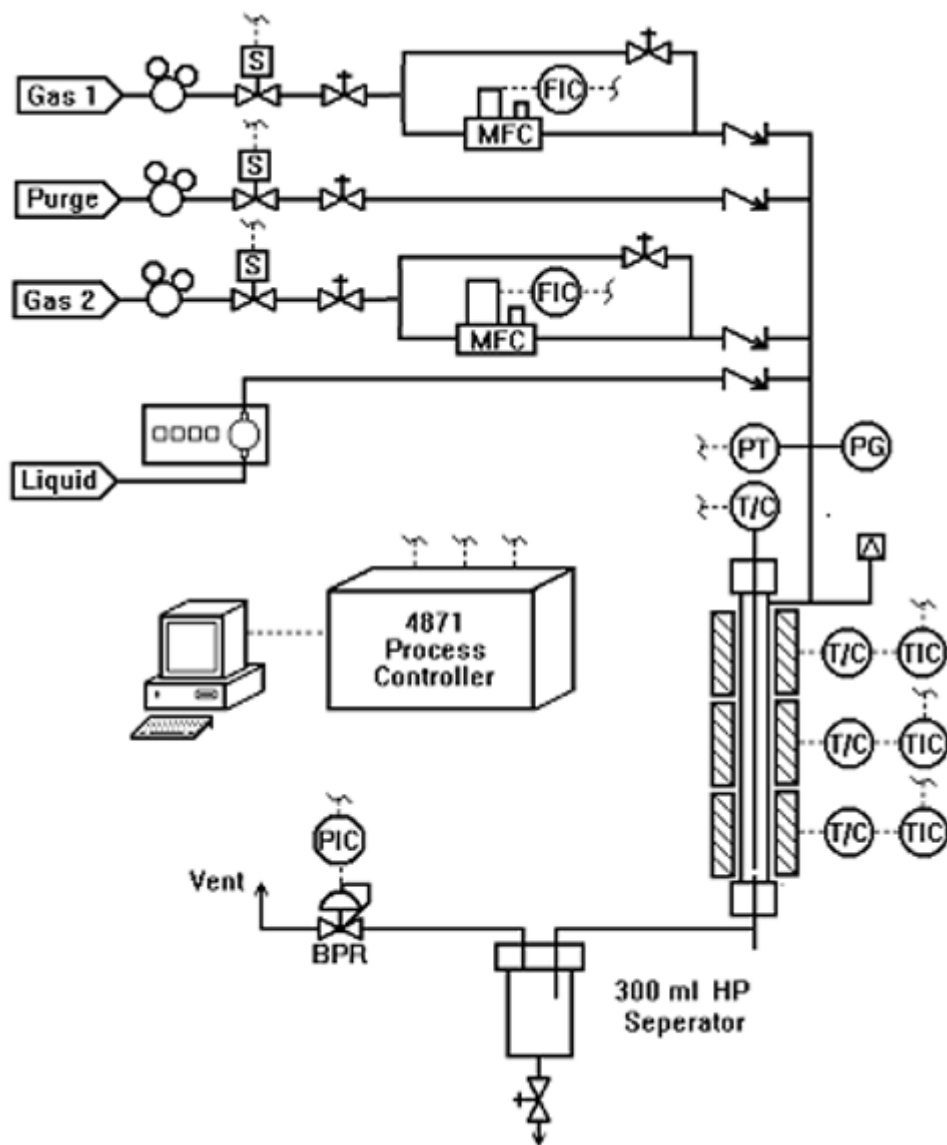 S
Gas 1
FIC
MFC
S
Purge
S
Gas 2
FIC
MFC
Liquid
PT
PG
T/C
4871
Process
Controller
T/C
TIC
T/C
TIC
T/C
TIC
PIC
Vent
BPR
300 ml HP
Seperator